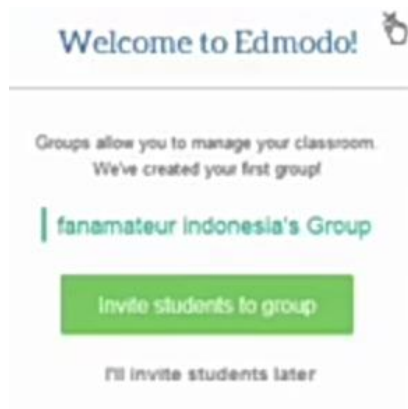 Welcome to Edmodo!
Groups allow you to manage your classroom.
We've created your first group!
fanamateur indonesia's Group
Invite students to group
I'll invite students later